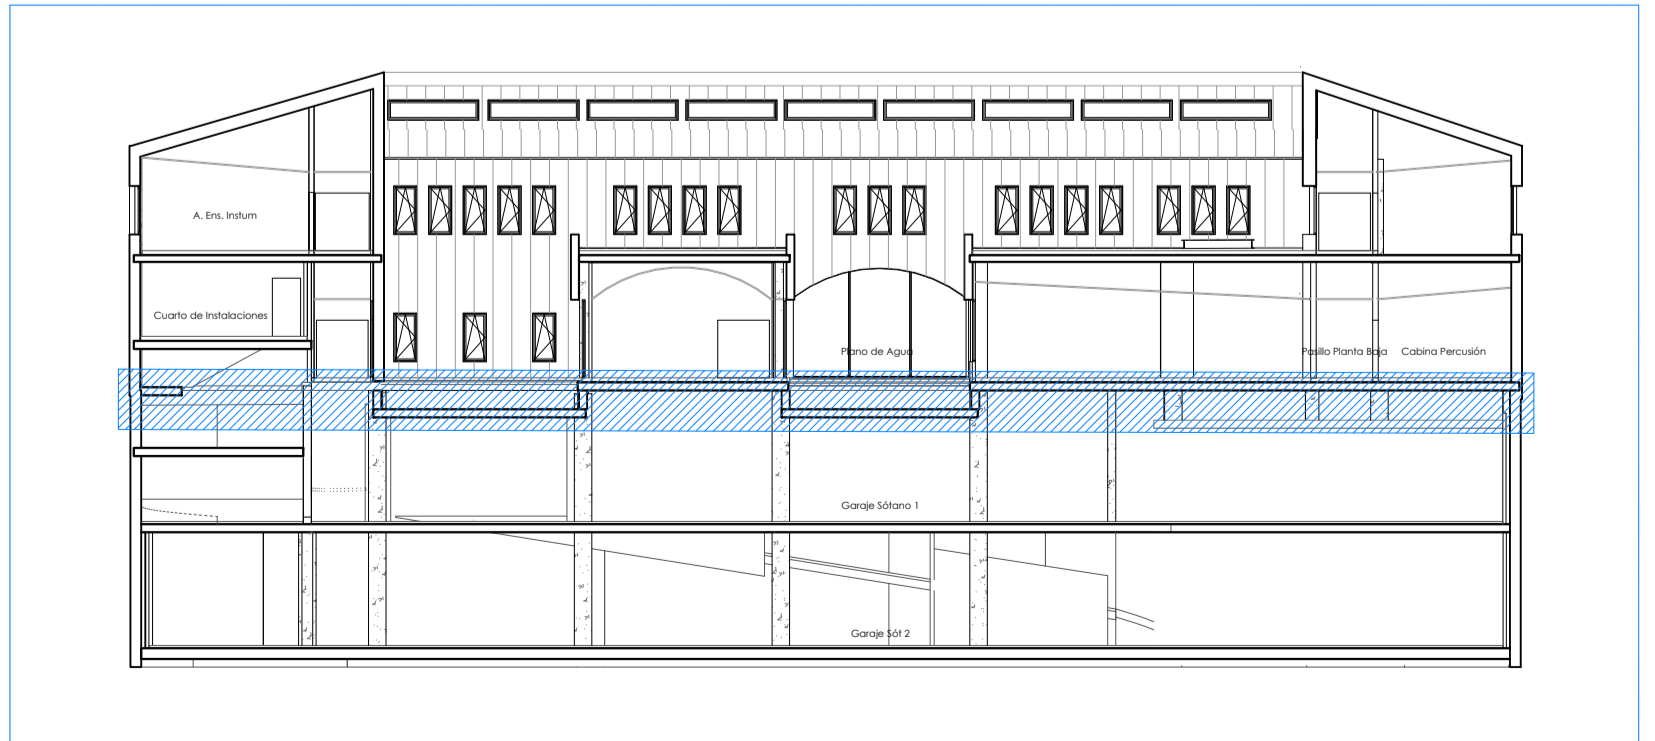 A. Ens. Instum
Cuarto de Instalaciones
Plano de Agua
Pasillo Planta Baja
Cabina Percusión
Garaje Sótano 1
Garaje Sót 2